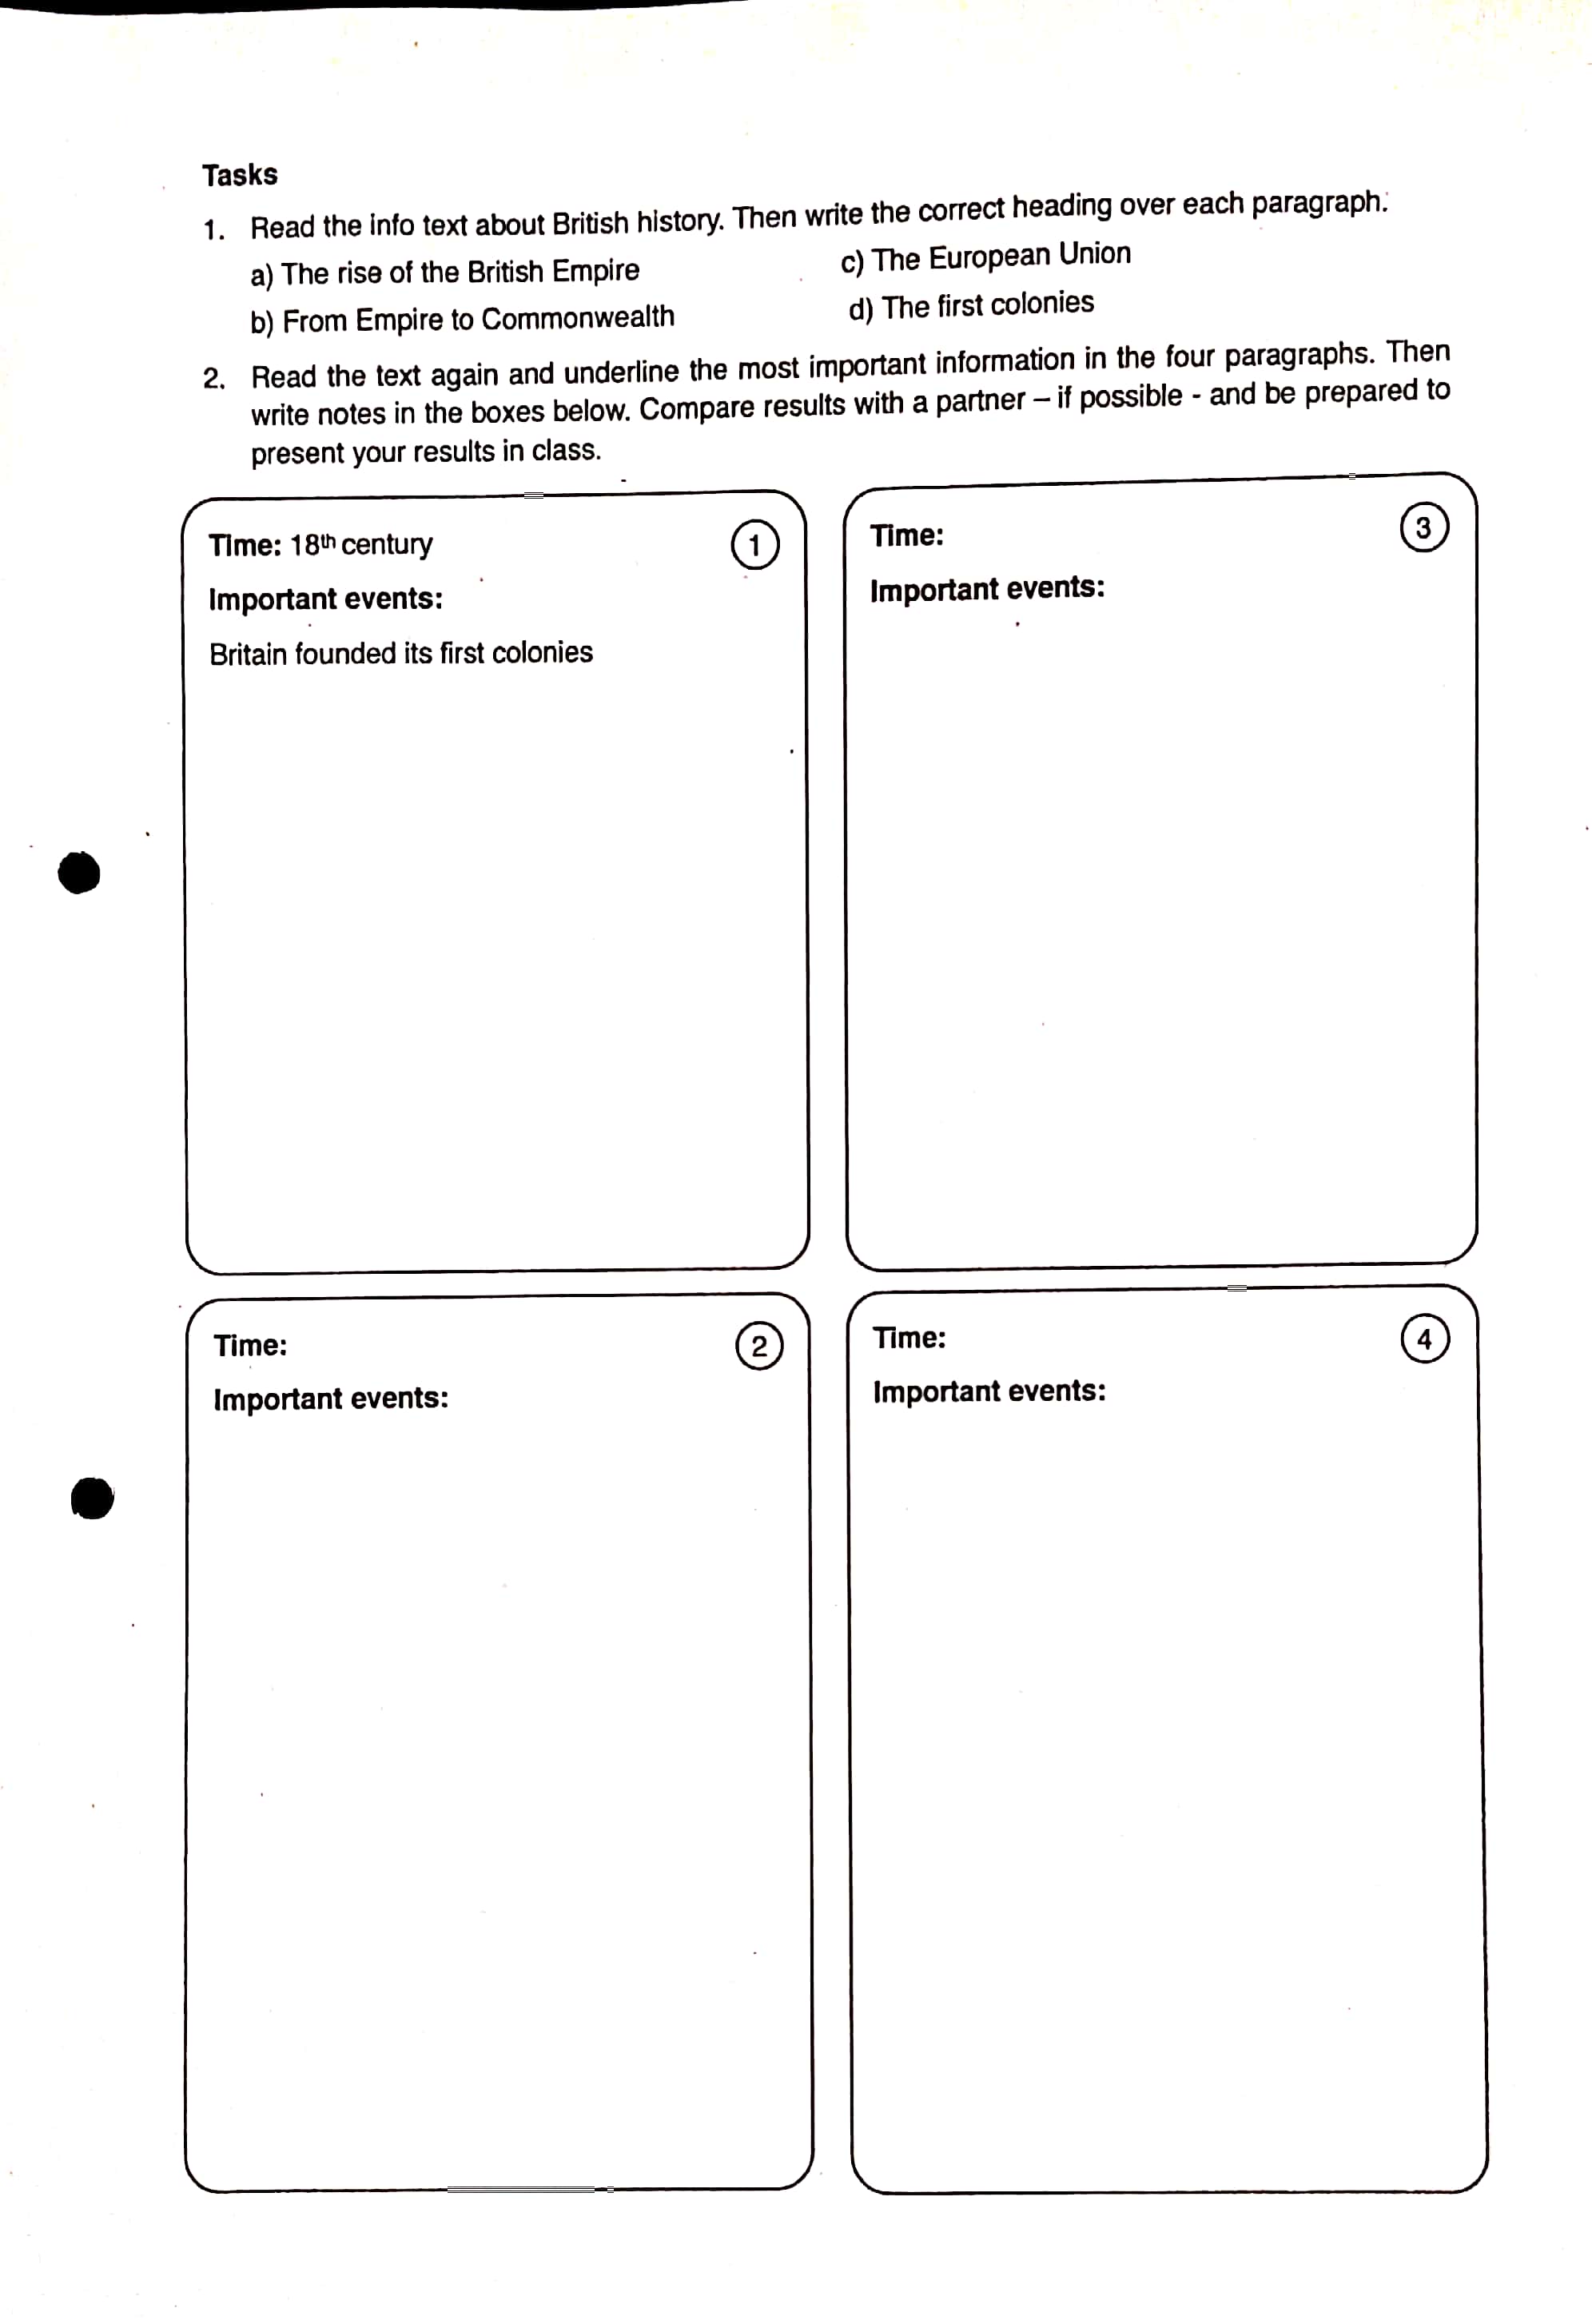 Tasks
1. Read the info text about British history. Then write the correct heading over each paragraph.
a) The rise of the British Empire
c) The European Union
b) From Empire to Commonwealth
d) The first colonies
2. Read the text again and underline the most important information in the four paragraphs. Then
write notes in the boxes below. Compare results with a partner – if possible - and be prepared to
present your results in class.
Time: 18th century
1
Important events:
Britain founded its first colonies
Time:
3
Important events:
Time:
2
Important events:
Time:
4
Important events: